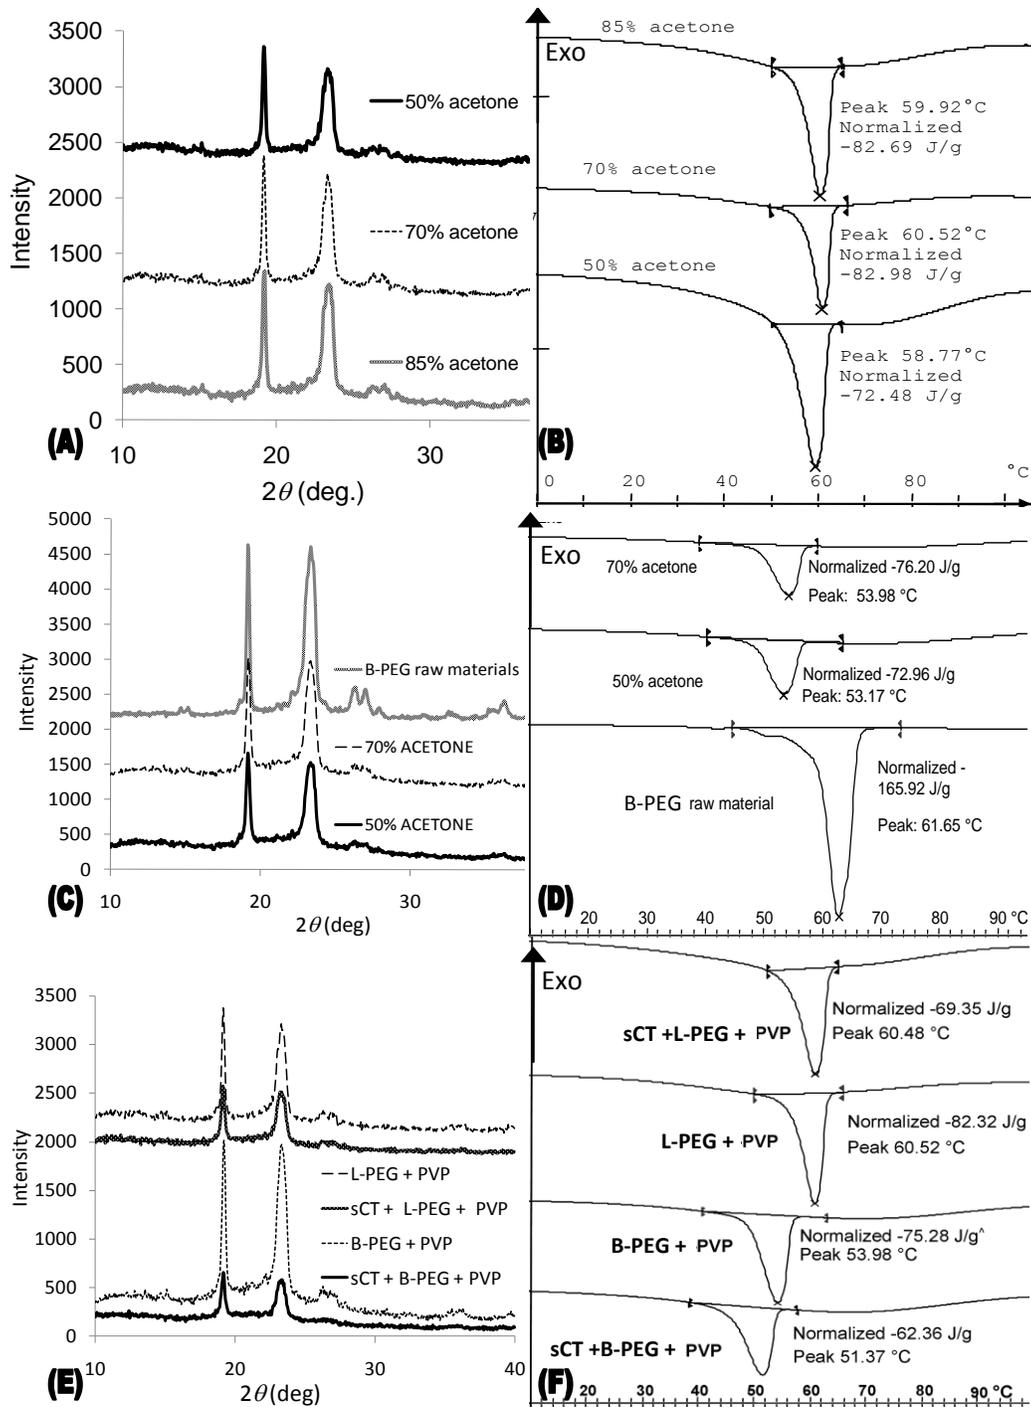 3500
3000
2500
2000
1500
1000
500
0
Intensity
50% acetone
70% acetone
85% acetone
10
20
30
2θ (deg.)
(A)
Exo
85% acetone
Peak 59.92°C
Normalized
-82.69 J/g
70% acetone
Peak 60.52°C
Normalized
-82.98 J/g
50% acetone
Peak 58.77°C
Normalized
-72.48 J/g
(B)
0
20
40
60
80
°C
5000
4500
4000
3500
3000
2500
2000
1500
1000
500
0
Intensity
B-PEG raw materials
70% ACETONE
50% ACETONE
10
20
30
2θ (deg)
(C)
Exo
70% acetone
Normalized -76.20 J/g
Peak: 53.98 °C
50% acetone
Normalized -72.96 J/g
Peak: 53.17 °C
B-PEG raw material
Normalized -
165.92 J/g
Peak: 61.65 °C
(D)
20
30
40
50
60
70
80
90 °C
3500
3000
2500
2000
1500
1000
500
0
Intensity
L-PEG + PVP
sCT + L-PEG + PVP
B-PEG + PVP
sCT + B-PEG + PVP
10
20
30
40
2θ (deg)
(E)
Exo
sCT +L-PEG + PVP
Normalized -69.35 J/g
Peak 60.48 °C
L-PEG + PVP
Normalized -82.32 J/g
Peak 60.52 °C
B-PEG + PVP
Normalized -75.28 J/g^
Peak 53.98 °C
sCT +B-PEG + PVP
Normalized -62.36 J/g
Peak 51.37 °C
(F)
20
30
40
50
60
70
80
90 °C